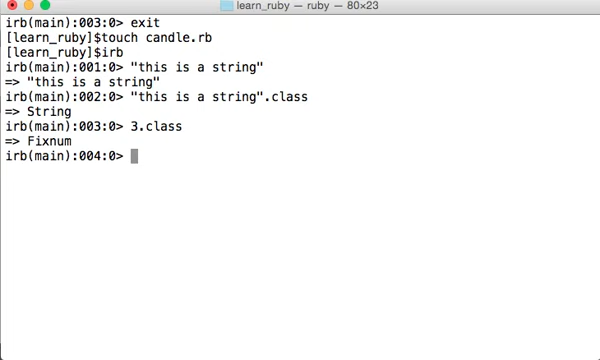 learn_ruby — ruby — 80×23
irb(main):003:0> exit
[learn_ruby]$touch candle.rb
[learn_ruby]$irb
irb(main):001:0> "this is a string"
=> "this is a string"
irb(main):002:0> "this is a string".class
=> String
irb(main):003:0> 3.class
=> Fixnum
irb(main):004:0>